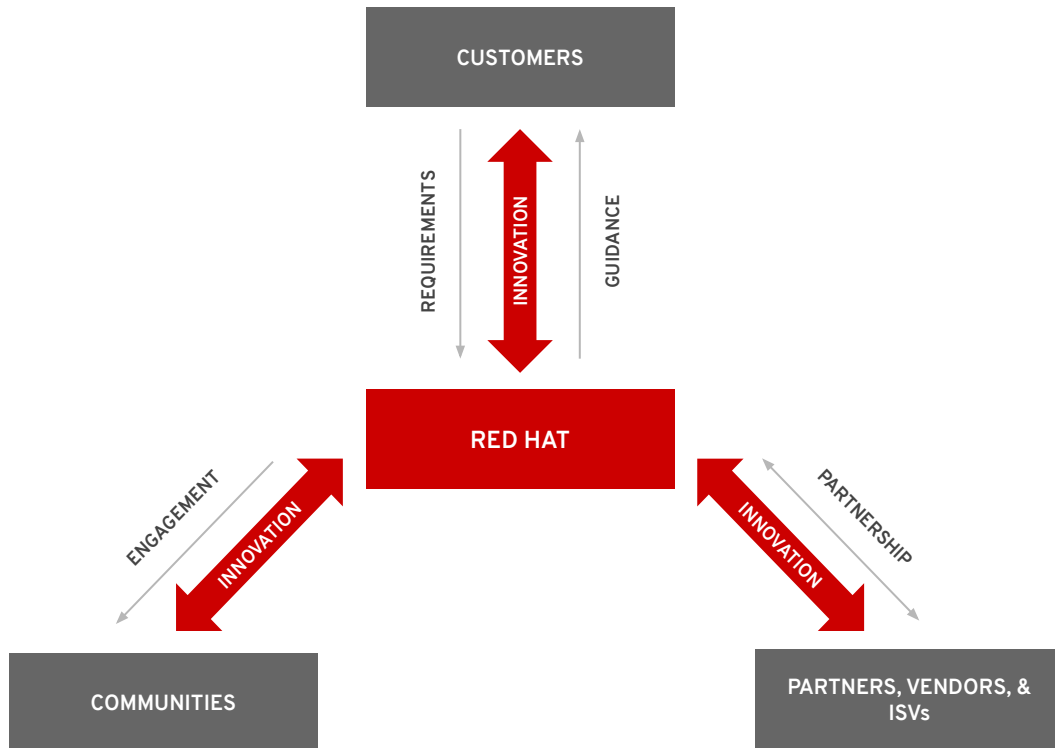 CUSTOMERS
REQUIREMENTS
INNOVATION
GUIDANCE
RED HAT
ENGAGEMENT
INNOVATION
INNOVATION
PARTNERSHIP
COMMUNITIES
PARTNERS, VENDORS, &
ISVs